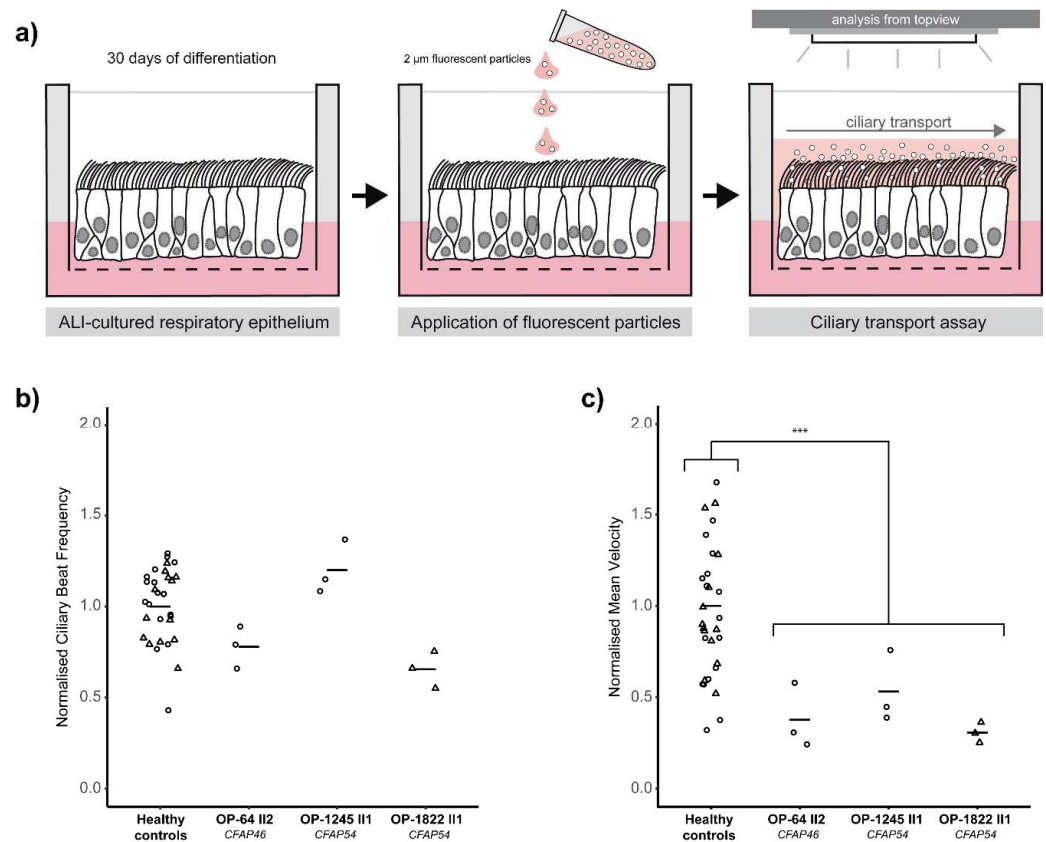 a)
30 days of differentiation
2 µm fluorescent particles
analysis from topview
ciliary transport
ALI-cultured respiratory epithelium
Application of fluorescent particles
Ciliary transport assay
b)
Normalised Ciliary Beat Frequency
2.0
1.5
1.0
0.5
0.0
Healthy controls
OP-64 II2
CFAP46
OP-1245 II1
CFAP54
OP-1822 II1
CFAP54
c)
Normalised Mean Velocity
2.0
1.5
1.0
0.5
0.0
***
Healthy controls
OP-64 II2
CFAP46
OP-1245 II1
CFAP54
OP-1822 II1
CFAP54